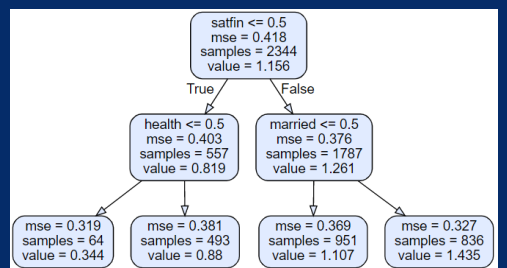 satfin <= 0.5
mse = 0.418
samples = 2344
value = 1.156
True
False
health <= 0.5
mse = 0.403
samples = 557
value = 0.819
married <= 0.5
mse = 0.376
samples = 1787
value = 1.261
mse = 0.319
samples = 64
value = 0.344
mse = 0.381
samples = 493
value = 0.88
mse = 0.369
samples = 951
value = 1.107
mse = 0.327
samples = 836
value = 1.435